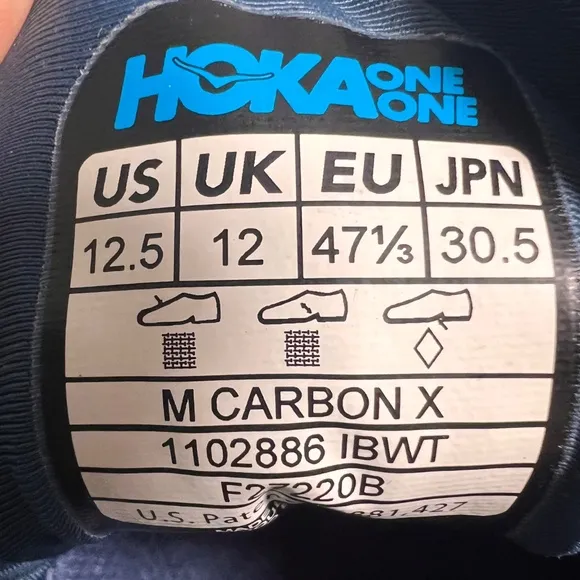 HOKA ONE ONE
US UK EU JPN
12.5 12 47⅓ 30.5
M CARBON X
1102886 IBWT
U.S.